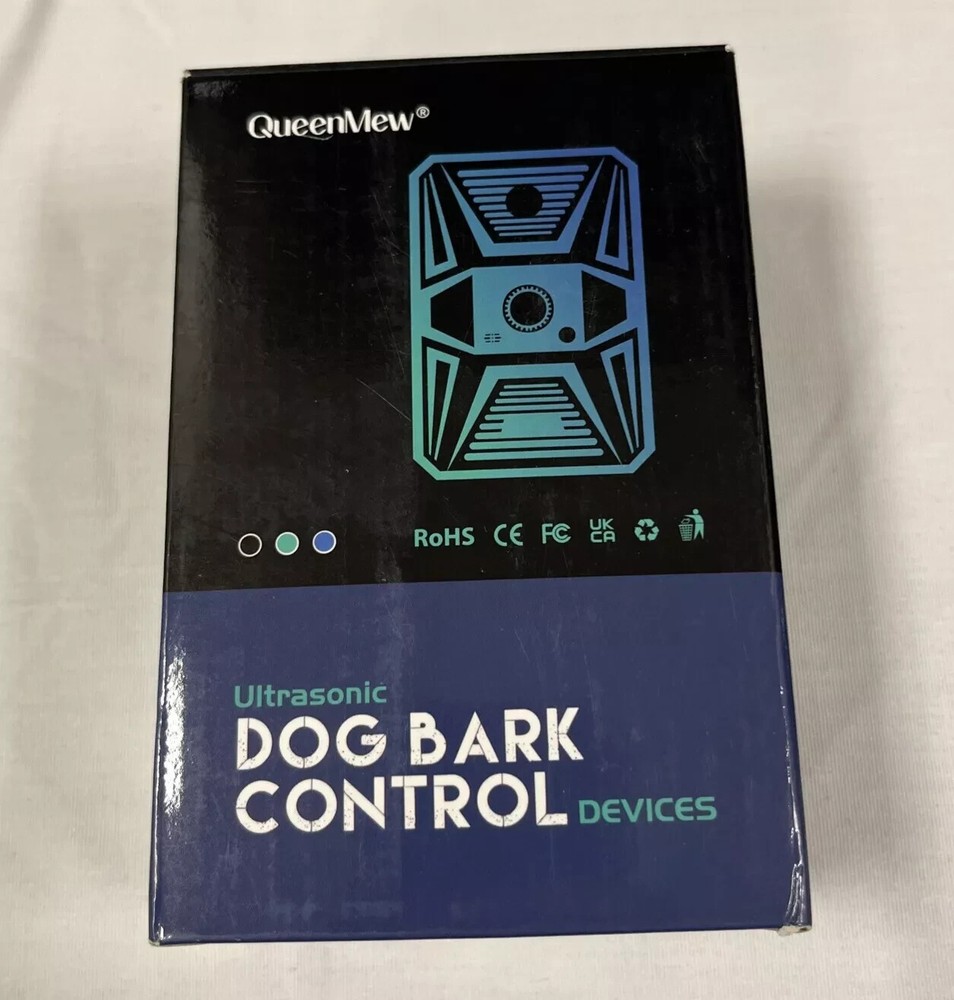 QueenMew®
RoHS CE FC UK CA
Ultrasonic
DOG BARK
CONTROL DEVICES